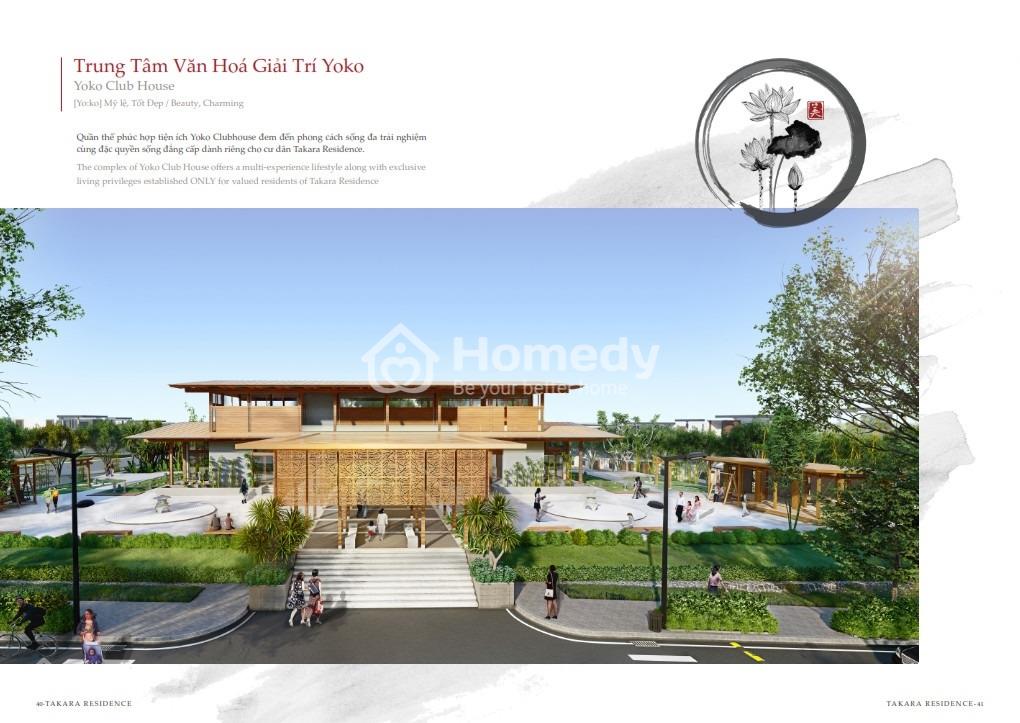 Trung Tâm Văn Hoá Giải Trí Yoko
Yoko Club House
[Yo:ko] Mỹ lệ, Tốt Đẹp / Beauty, Charming
Quần thể phức hợp tiện ích Yoko Clubhouse đem đến phong cách sống đa trải nghiệm
cùng đặc quyền sống đẳng cấp dành riêng cho cư dân Takara Residence.
The complex of Yoko Club House offers a multi-experience lifestyle along with exclusive
living privileges established ONLY for valued residents of Takara Residence
美
Homedy
Be your better home
40-TAKARA RESIDENCE
TAKARA RESIDENCE-41